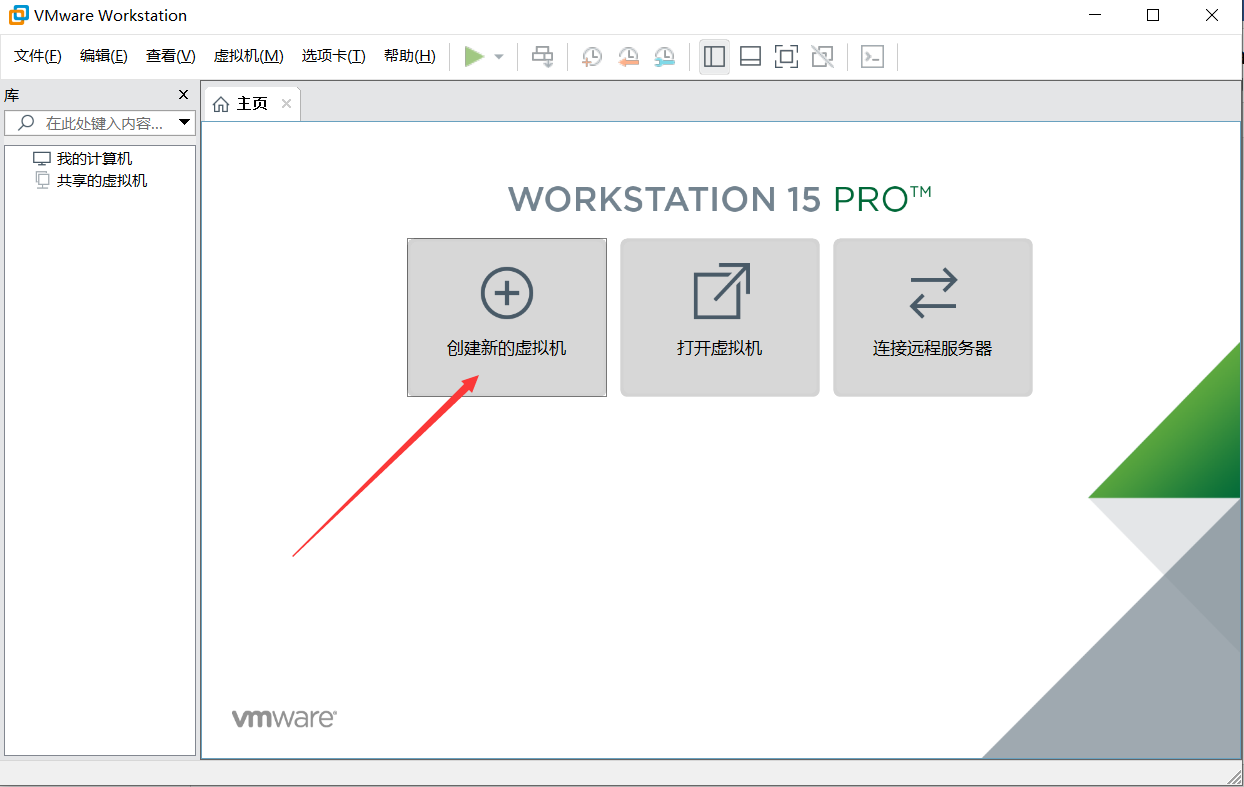 VMware Workstation
文件(F) 编辑(E) 查看(V) 虚拟机(M) 选项卡(T) 帮助(H)
库
主页
在此处键入内容...
我的计算机
共享的虚拟机
WORKSTATION 15 PRO™
创建新的虚拟机
打开虚拟机
连接远程服务器
vmware®